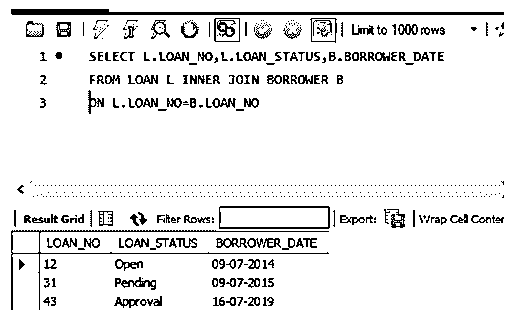 Limit to 1000 rows
1 SELECT L.LOAN_NO,L.LOAN_STATUS,B.BORROWER_DATE
2 FROM LOAN L INNER JOIN BORROWER B
3 ON L.LOAN_NO=B.LOAN_NO
Result Grid Filter Rows: Export: Wrap Cell Conter
LOAN_NO LOAN_STATUS BORROWER_DATE
12 Open 09-07-2014
31 Pending 09-07-2015
43 Approval 16-07-2019